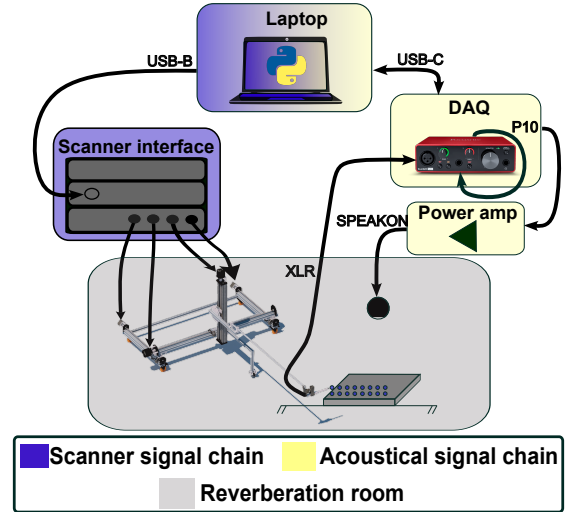 Laptop
USB-B
USB-C
DAQ
P10
Scanner interface
Power amp
SPEAKON
XLR
Scanner signal chain
Acoustical signal chain
Reverberation room